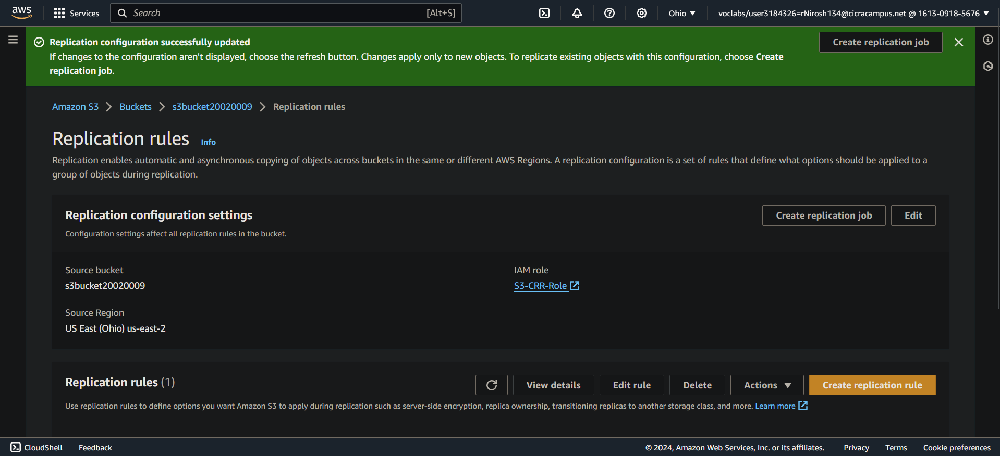 aws
Services
Search
[Alt+S]
Ohio
voclabs/user3184326=rNirosh134@cicracampus.net @ 1613-0918-5676
Replication configuration successfully updated
If changes to the configuration aren't displayed, choose the refresh button. Changes apply only to new objects. To replicate existing objects with this configuration, choose Create
replication job.
Create replication job
Amazon S3
Buckets
s3bucket20020009
Replication rules
Replication rules
Info
Replication enables automatic and asynchronous copying of objects across buckets in the same or different AWS Regions. A replication configuration is a set of rules that define what options should be applied to a
group of objects during replication.
Replication configuration settings
Create replication job
Edit
Configuration settings affect all replication rules in the bucket.
Source bucket
s3bucket20020009
Source Region
US East (Ohio) us-east-2
IAM role
S3-CRR-Role
Replication rules (1)
View details
Edit rule
Delete
Actions
Create replication rule
Use replication rules to define options you want Amazon S3 to apply during replication such as server-side encryption, replica ownership, transitioning replicas to another storage class, and more. Learn more
CloudShell
Feedback
© 2024, Amazon Web Services, Inc. or its affiliates.
Privacy
Terms
Cookie preferences